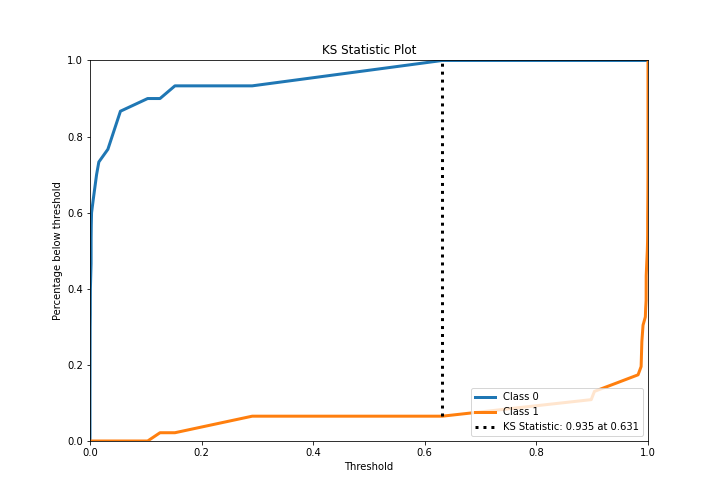 KS Statistic Plot
1.0
0.8
0.6
0.4
0.2
0.0
Percentage below threshold
0.0 0.2 0.4 0.6 0.8 1.0
Threshold
Class 0
Class 1
KS Statistic: 0.935 at 0.631